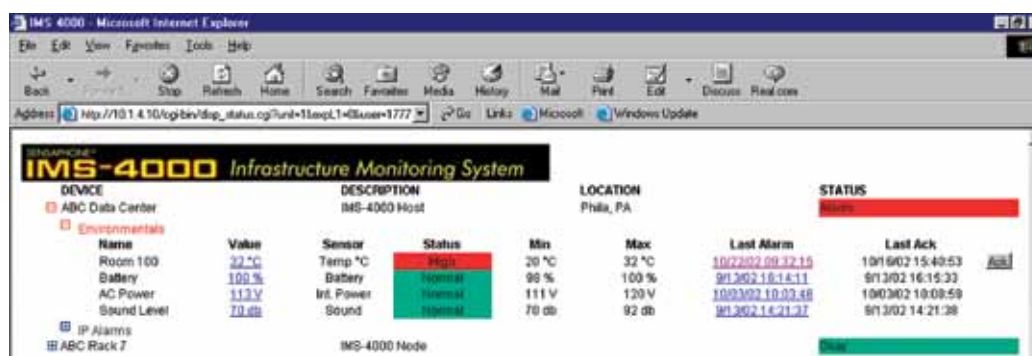 IMS 4000 - Microsoft Internet Explorer
File Edit View Favorites Tools Help
Back Stop Refresh Home Search Favorites Media History Mail Print Edit Discuss Real.com
Address http://10.1.4.10/cgi-bin/disp_status.cgi?unit=1&expL1=0&user=1777 Go Links Microsoft Windows Update
SENSAPHONE
IMS-4000 Infrastructure Monitoring System
DEVICE DESCRIPTION LOCATION STATUS
ABC Data Center IMS-4000 Host Phila, PA Alarm
Environmentals
Name Value Sensor Status Min Max Last Alarm Last Ack
Room 100 32 °C Temp °C High 20 °C 32 °C 10/22/02 09:32:15 10/16/02 15:40:53 Ack
Battery 100 % Battery Normal 98 % 100 % 9/13/02 16:14:11 9/13/02 16:15:33
AC Power 113 V Int. Power Normal 111 V 120 V 10/03/02 10:03:48 10/03/02 10:08:59
Sound Level 70 db Sound Normal 70 db 92 db 9/13/02 14:21:37 9/13/02 14:21:38
IP Alarms
ABC Rack 7 IMS-4000 Node Okay